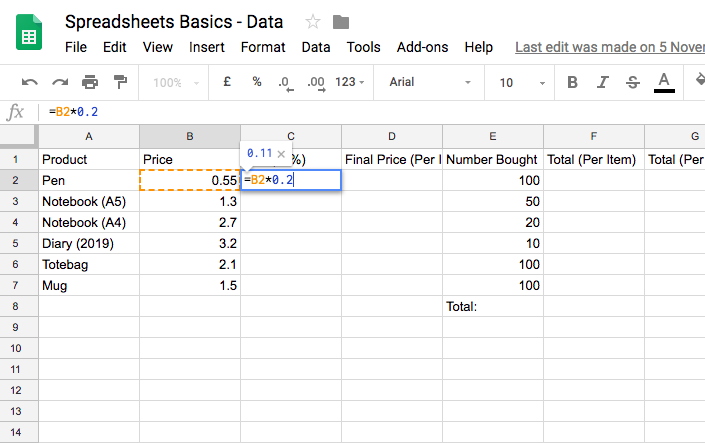 Spreadsheets Basics - Data
File Edit View Insert Format Data Tools Add-ons Help Last edit was made on 5 Nover
100% £ % .0 .00 123 Arial 10 B I S A
fx =B2*0.2
A B C D E F G
0.11 ×
1 Product Price %) Final Price (Per I Number Bought Total (Per Item) Total (Per
2 Pen 0.55 =B2*0.2 100
3 Notebook (A5) 1.3 50
4 Notebook (A4) 2.7 20
5 Diary (2019) 3.2 10
6 Totebag 2.1 100
7 Mug 1.5 100
8 Total:
9
10
11
12
13
14